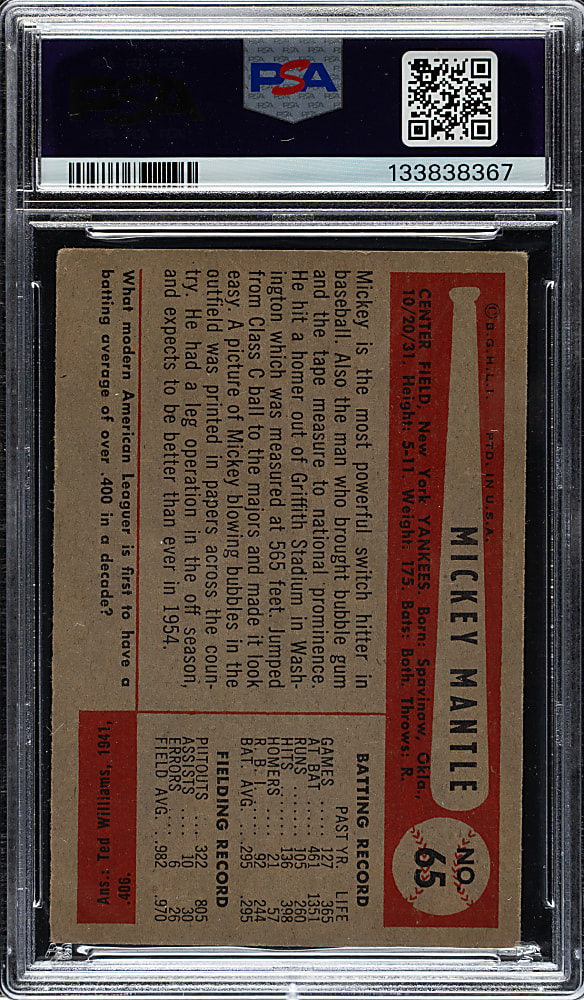 PSA
PSA
133838367
© B.G.H.L.I. PTD. IN U.S.A.
MICKEY MANTLE
NO.
65
CENTER FIELD, New York YANKEES. Born: Spavinaw, Okla.,
10/20/31. Height: 5-11. Weight: 175. Bats: Both. Throws: R.
Mickey is the most powerful switch hitter in
baseball. Also the man who brought bubble gum
and the tape measure to national prominence.
He hit a homer out of Griffith Stadium in Wash-
ington which was measured at 565 feet. Jumped
from Class C ball to the majors and made it look
easy. A picture of Mickey blowing bubbles in the
outfield was printed in papers across the coun-
try. He had a leg operation in the off season,
and expects to be better than ever in 1954.
BATTING RECORD
PAST YR. LIFE
GAMES 127 365
AT BAT .... 461 1351
RUNS ...... 105 260
HITS ....... 136 398
HOMERS .... 21 57
R. B. I. ..... 92 244
BAT. AVG. .. .295 .295
FIELDING RECORD
PUTOUTS ... 322 805
ASSISTS .... 10 30
ERRORS .... 6 26
FIELD AVG. . .982 .970
What modern American Leaguer is first to have a
batting average of over .400 in a decade?
Ans.: Ted Williams, 1941,
.406